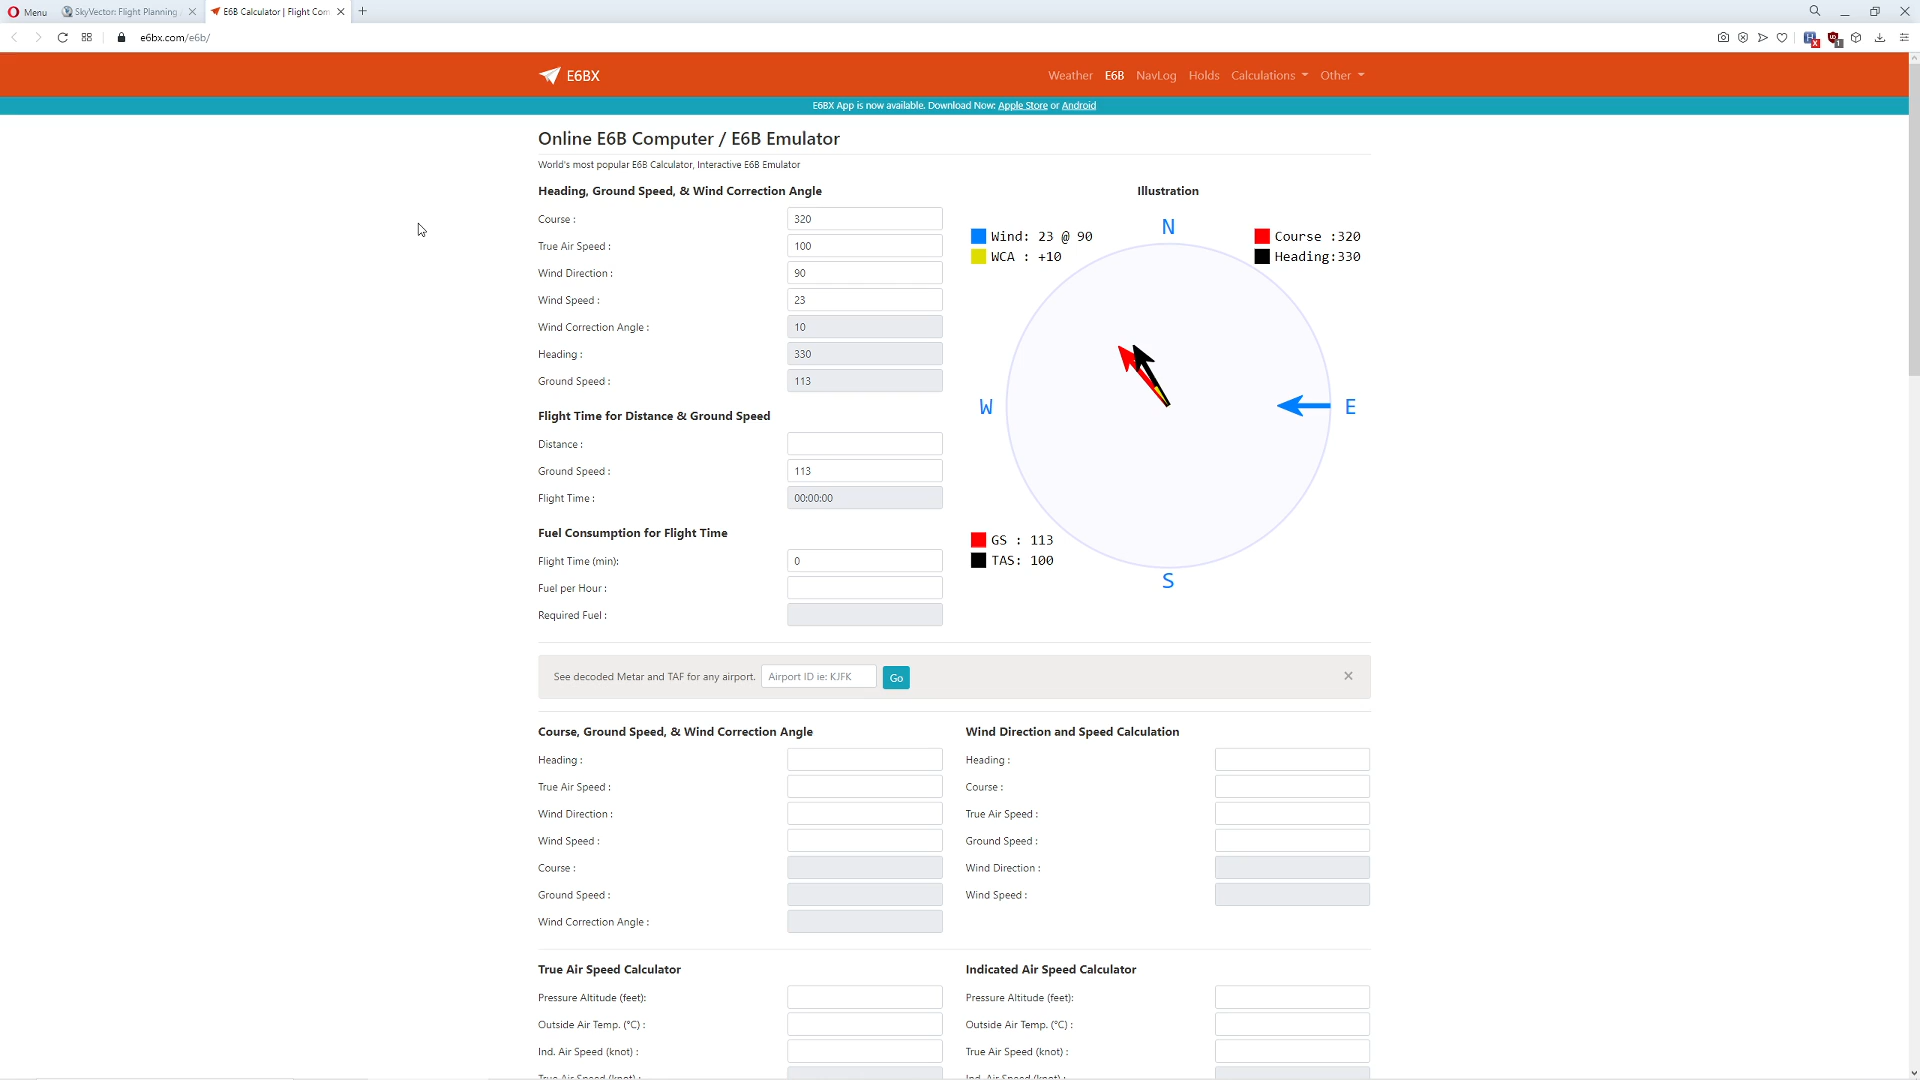 Menu
SkyVector: Flight Planning
E6B Calculator | Flight Com
e6bx.com/e6b/
E6BX
Weather E6B NavLog Holds Calculations Other
E6BX App is now available. Download Now: Apple Store or Android
Online E6B Computer / E6B Emulator
World's most popular E6B Calculator, Interactive E6B Emulator
Heading, Ground Speed, & Wind Correction Angle
Course : 320
True Air Speed : 100
Wind Direction : 90
Wind Speed : 23
Wind Correction Angle : 10
Heading : 330
Ground Speed : 113
Illustration
Wind: 23 @ 90
WCA : +10
Course :320
Heading:330
N
W
E
S
GS : 113
TAS: 100
Flight Time for Distance & Ground Speed
Distance :
Ground Speed : 113
Flight Time : 00:00:00
Fuel Consumption for Flight Time
Flight Time (min): 0
Fuel per Hour :
Required Fuel :
See decoded Metar and TAF for any airport. Airport ID ie: KJFK Go
Course, Ground Speed, & Wind Correction Angle
Heading :
True Air Speed :
Wind Direction :
Wind Speed :
Course :
Ground Speed :
Wind Correction Angle :
Wind Direction and Speed Calculation
Heading :
Course :
True Air Speed :
Ground Speed :
Wind Direction :
Wind Speed :
True Air Speed Calculator
Pressure Altitude (feet):
Outside Air Temp. (°C) :
Ind. Air Speed (knot) :
True Air Speed (knot) :
Indicated Air Speed Calculator
Pressure Altitude (feet):
Outside Air Temp. (°C) :
True Air Speed (knot) :
Ind. Air Speed (knot) :